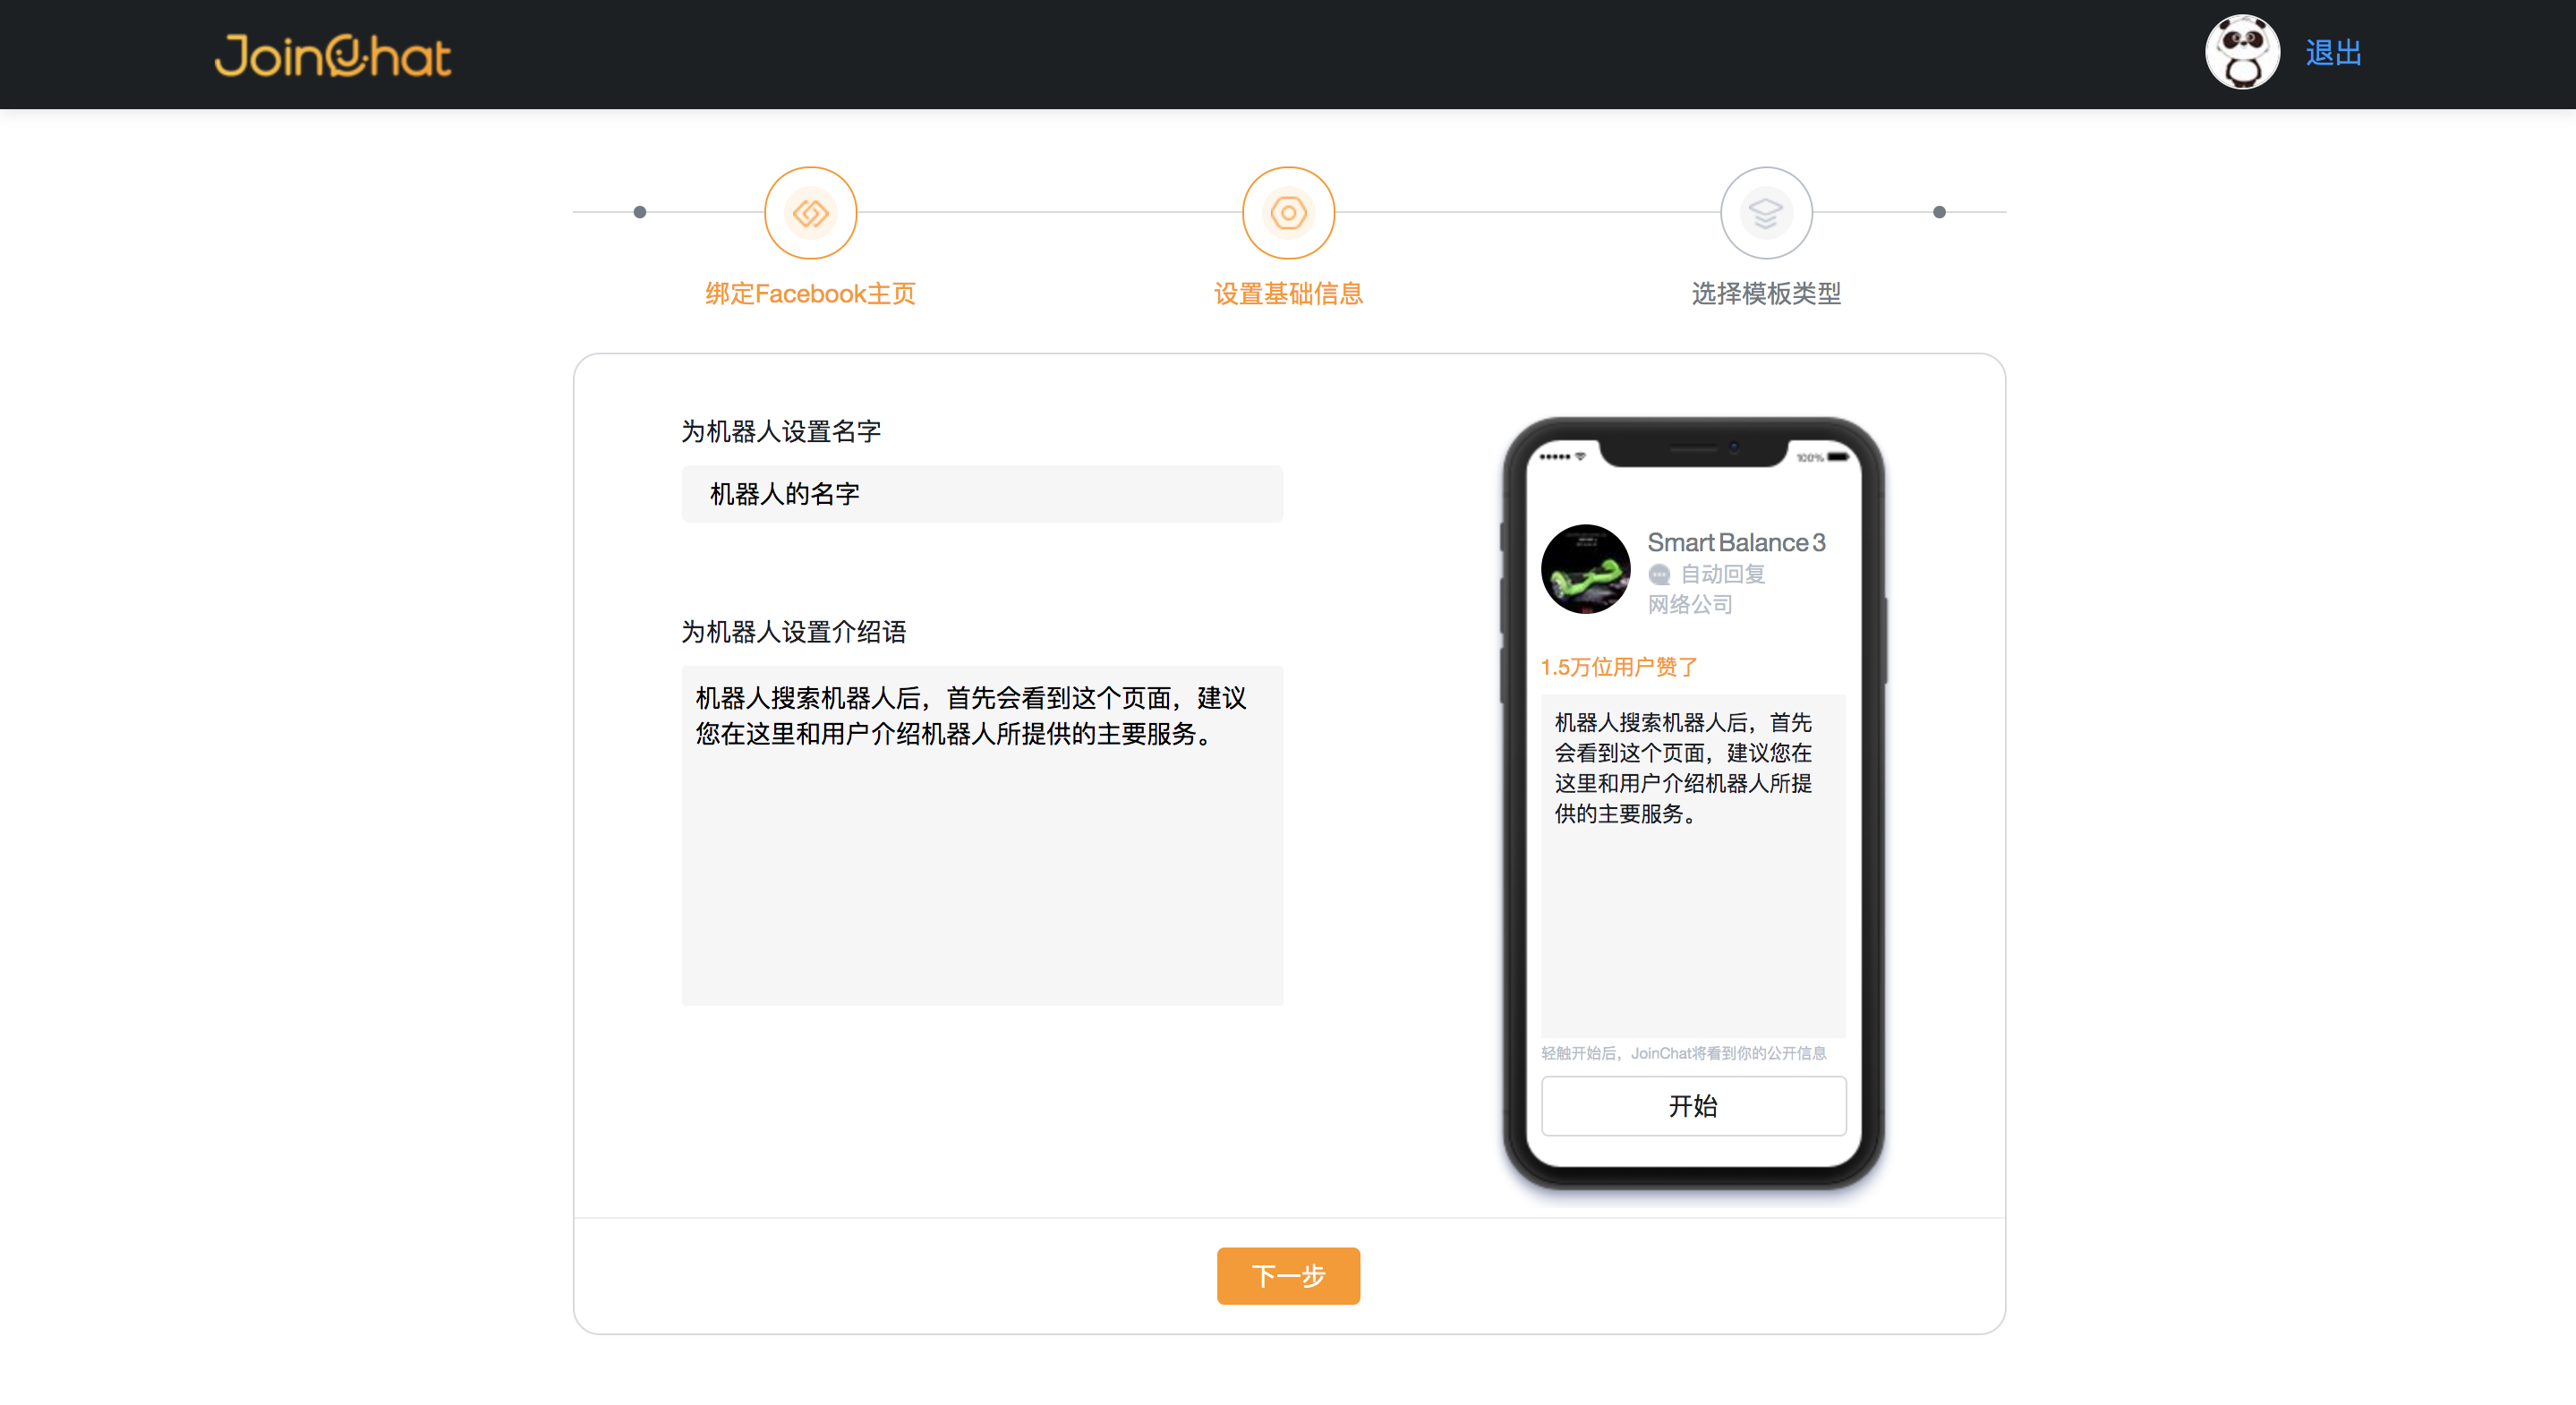 JoinChat
退出
绑定Facebook主页
设置基础信息
选择模板类型
为机器人设置名字
机器人的名字
为机器人设置介绍语
机器人搜索机器人后，首先会看到这个页面，建议
您在这里和用户介绍机器人所提供的主要服务。
100%
Smart Balance 3
自动回复
网络公司
1.5万位用户赞了
机器人搜索机器人后，首先
会看到这个页面，建议您在
这里和用户介绍机器人所提
供的主要服务。
轻触开始后，JoinChat将看到你的公开信息
开始
下一步